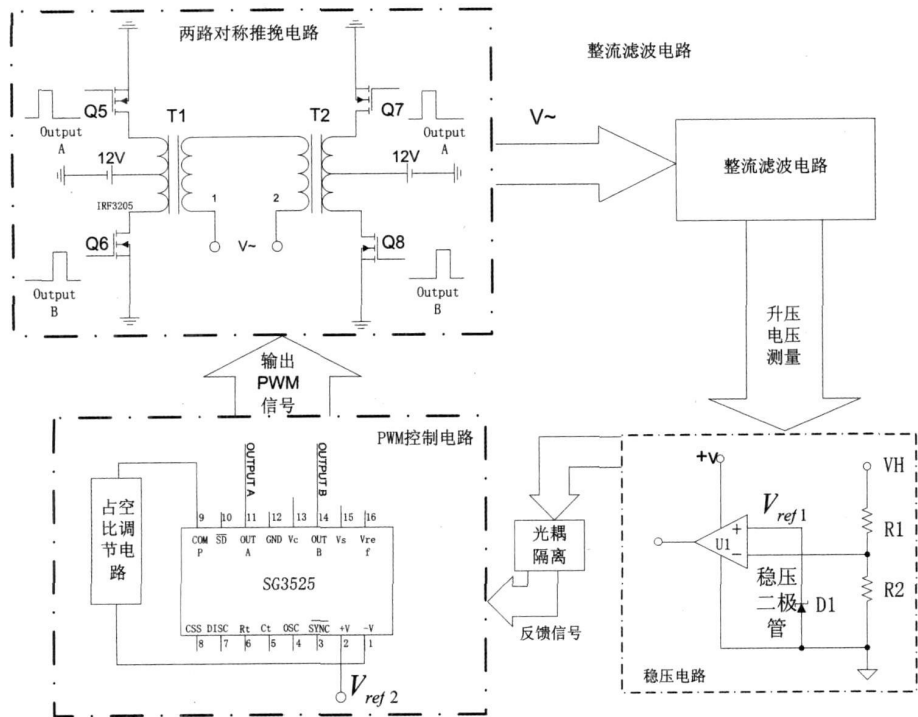 两路对称推挽电路
Q5
T1
T2
Q7
Output
A
Output
A
12V
12V
IRF3205
1
2
Q6
V~
Q8
Output
B
Output
B
整流滤波电路
V~
整流滤波电路
升压
电压
测量
输出
PWM
信号
PWM控制电路
OUTPUT A
OUTPUT B
占空
比调
节电
路
9 10 11 12 13 14 15 16
COM
P
SD
OUT
A
GND
Vc
OUT
B
Vs
Vre
f
SG3525
CSS DISC Rt Ct OSC SYNC +V -V
8 7 6 5 4 3 2 1
Vref 2
光耦
隔离
反馈信号
+v
VH
Vref 1
R1
U1
+
−
R2
稳压
二极
管
D1
稳压电路